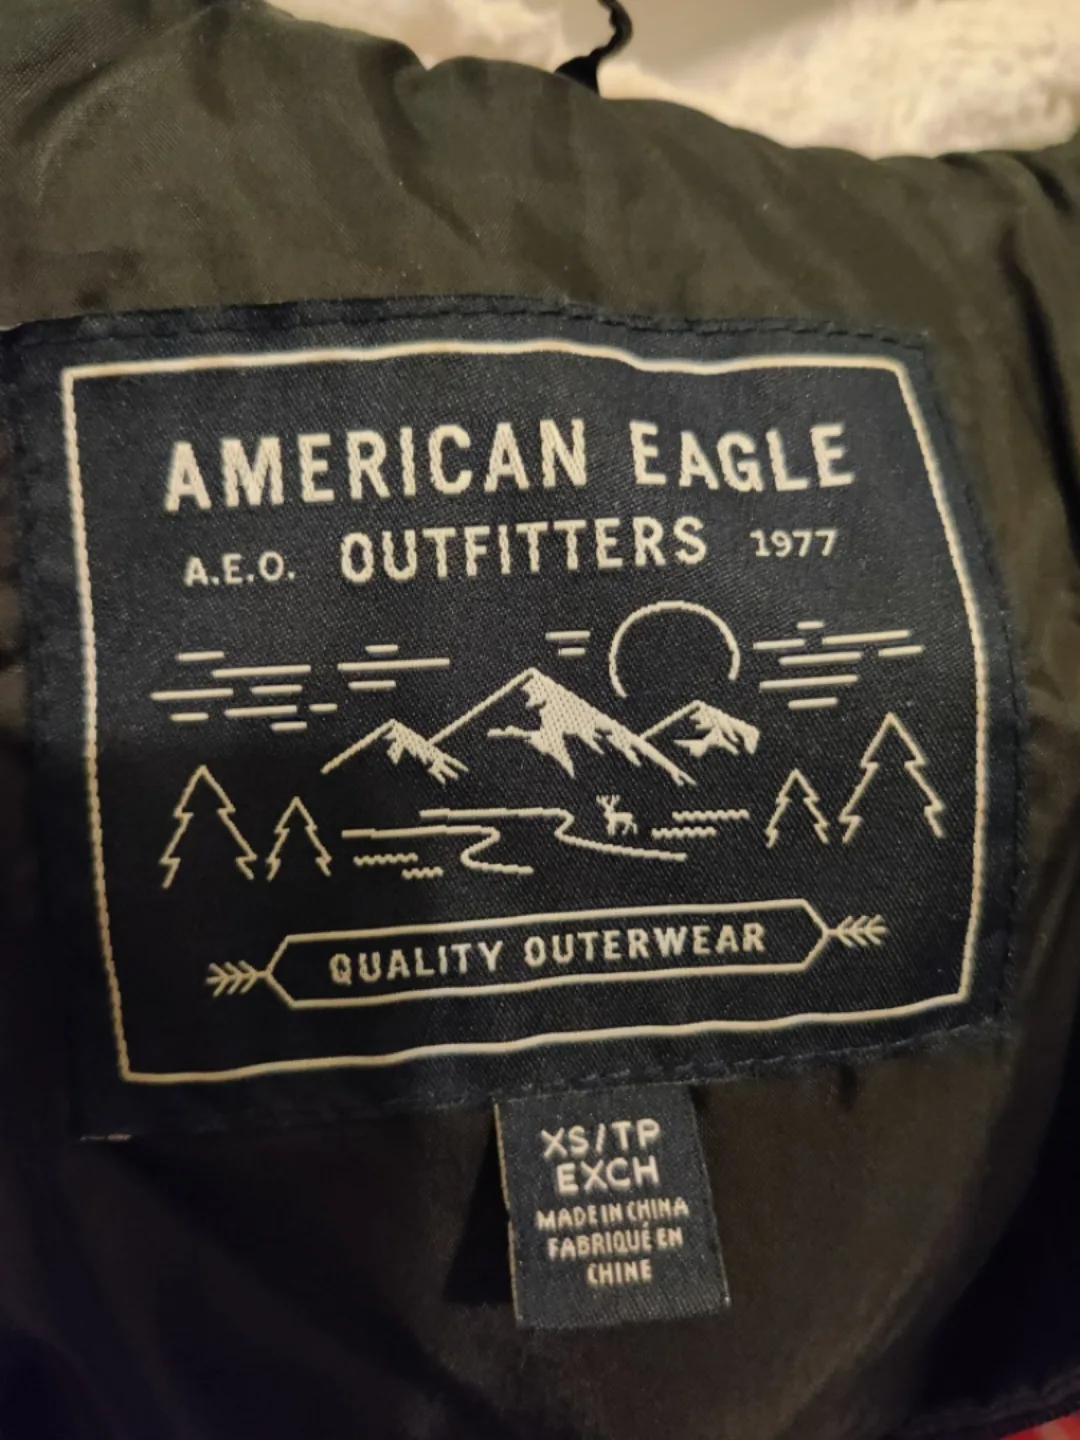 AMERICAN EAGLE
A.E.O. OUTFITTERS 1977
QUALITY OUTERWEAR
XS/TP
EXCH
MADE IN CHINA
FABRIQUÉ EN
CHINE